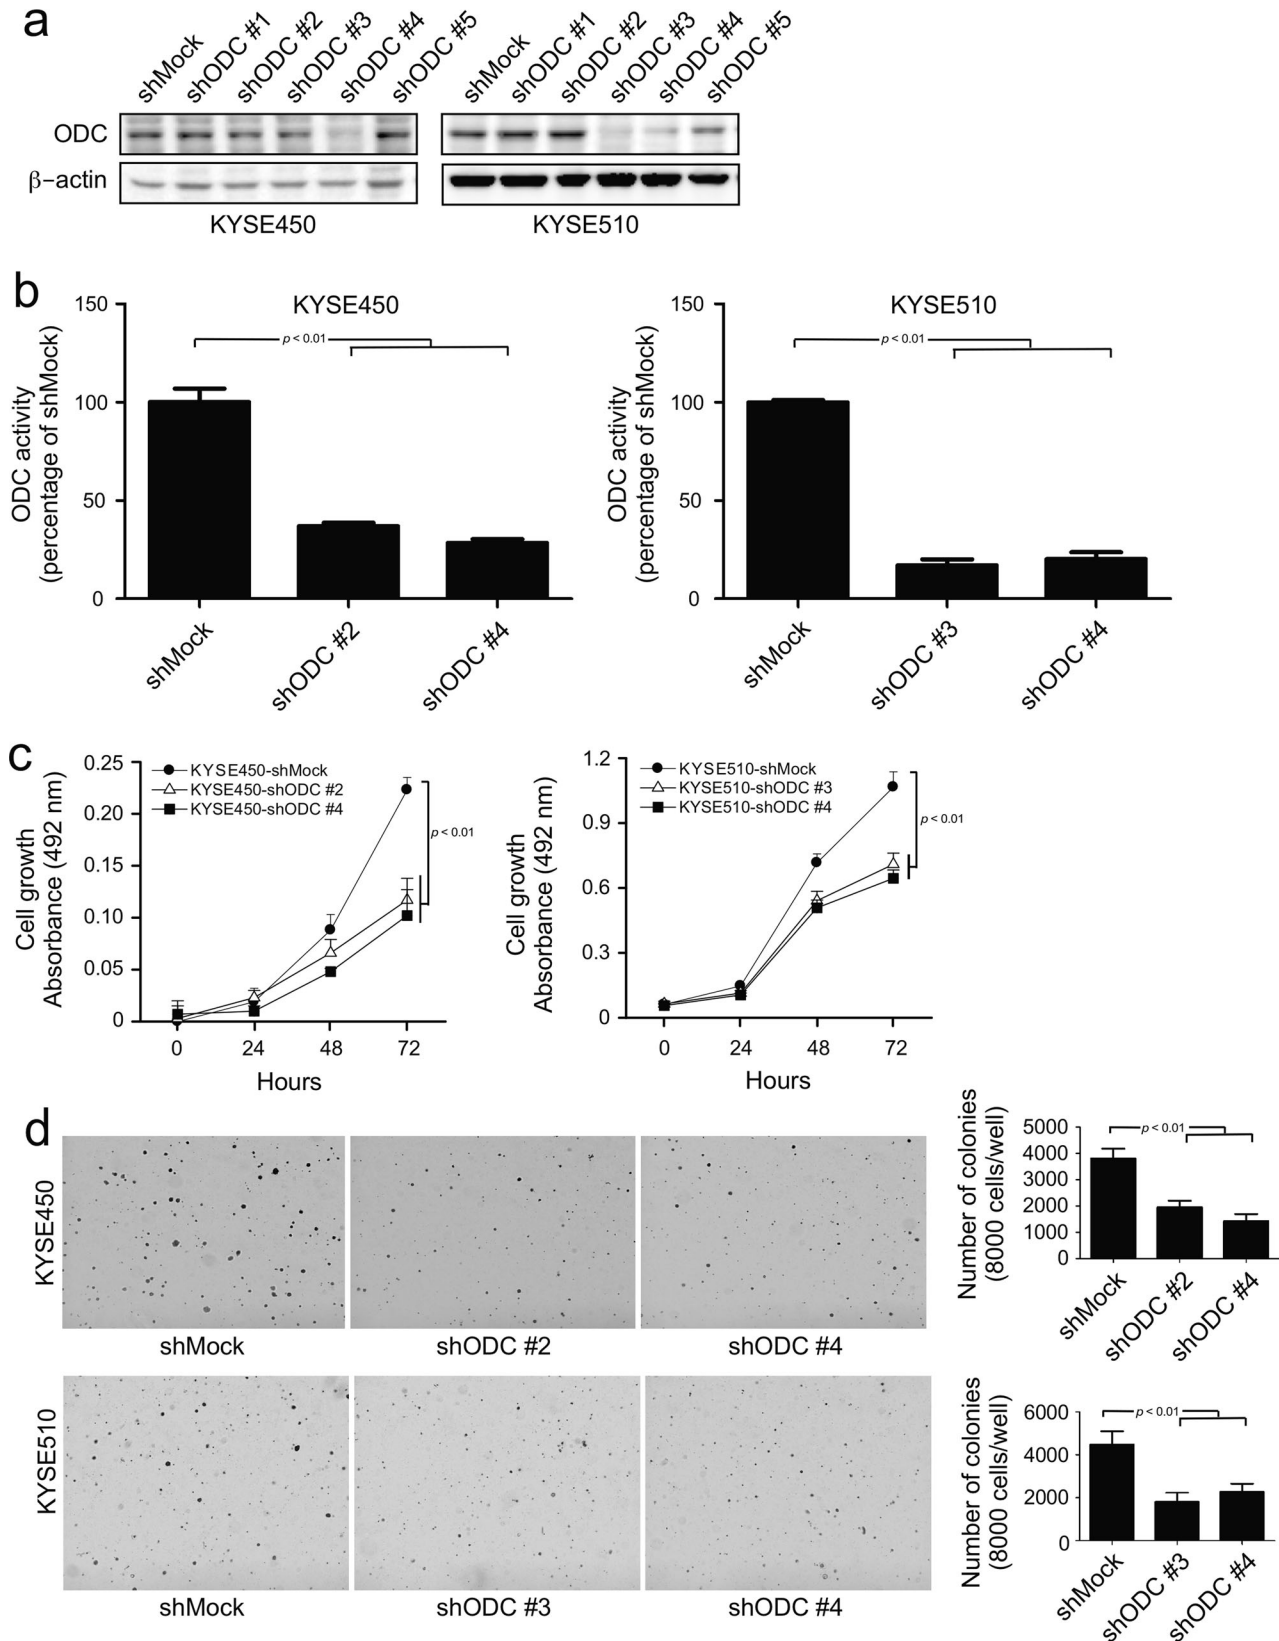 a
shMock
shODC #1
shODC #2
shODC #3
shODC #4
shODC #5
shMock
shODC #1
shODC #2
shODC #3
shODC #4
shODC #5
ODC
β−actin
KYSE450
KYSE510
b
KYSE450
ODC activity
(percentage of shMock)
150
100
50
0
p < 0.01
shMock
shODC #2
shODC #4
KYSE510
ODC activity
(percentage of shMock)
150
100
50
0
p < 0.01
shMock
shODC #3
shODC #4
c
Cell growth
Absorbance (492 nm)
0.25
0.20
0.15
0.10
0.05
0
KYSE450-shMock
KYSE450-shODC #2
KYSE450-shODC #4
p < 0.01
0 24 48 72
Hours
Cell growth
Absorbance (492 nm)
1.2
0.9
0.6
0.3
0
KYSE510-shMock
KYSE510-shODC #3
KYSE510-shODC #4
p < 0.01
0 24 48 72
Hours
d
KYSE450
shMock
shODC #2
shODC #4
Number of colonies
(8000 cells/well)
5000
4000
3000
2000
1000
0
p < 0.01
shMock
shODC #2
shODC #4
KYSE510
shMock
shODC #3
shODC #4
Number of colonies
(8000 cells/well)
6000
4000
2000
0
p < 0.01
shMock
shODC #3
shODC #4